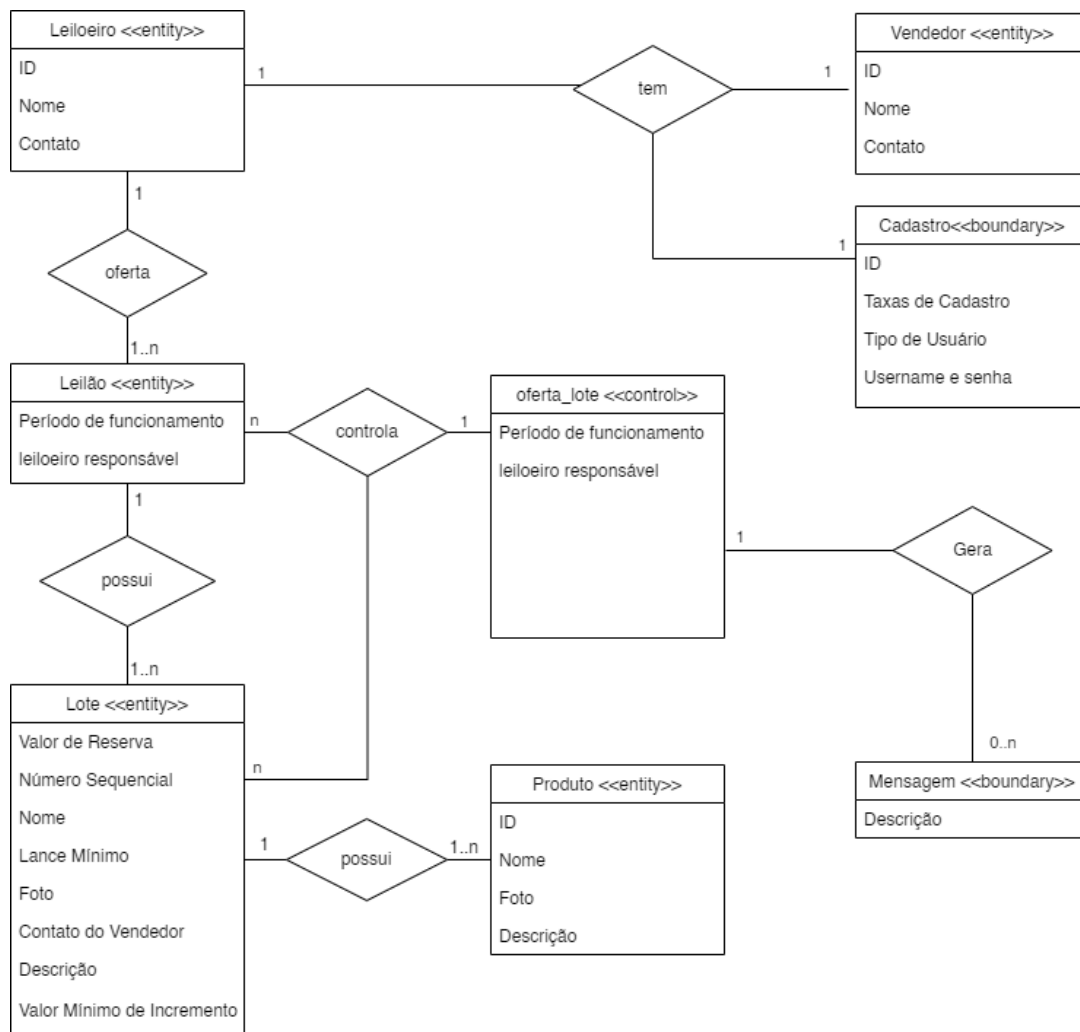 Leiloeiro <<entity>>
ID
Nome
Contato
1
tem
1
Vendedor <<entity>>
ID
Nome
Contato
1
Cadastro<<boundary>>
ID
Taxas de Cadastro
Tipo de Usuário
Username e senha
1
oferta
1..n
Leilão <<entity>>
Período de funcionamento
leiloeiro responsável
n
controla
1
oferta_lote <<control>>
Período de funcionamento
leiloeiro responsável
1
possui
1..n
1
Gera
0..n
Mensagem <<boundary>>
Descrição
Lote <<entity>>
Valor de Reserva
Número Sequencial
Nome
Lance Mínimo
Foto
Contato do Vendedor
Descrição
Valor Mínimo de Incremento
n
1
possui
1..n
Produto <<entity>>
ID
Nome
Foto
Descrição